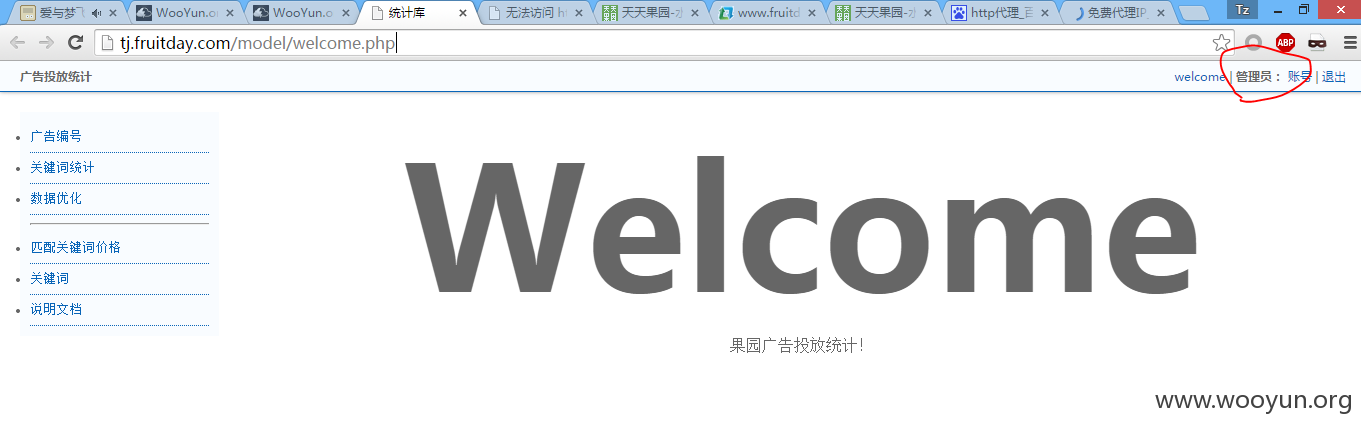 爱与梦飞
WooYun.o
WooYun.o
统计库
无法访问 h
天天果园-水
www.fruitd
天天果园-水
http代理_百
免费代理IP
Tz
tj.fruitday.com/model/welcome.php
ABP
广告投放统计
welcome | 管理员： 账号 | 退出
广告编号
关键词统计
数据优化
匹配关键词价格
关键词
说明文档
Welcome
果园广告投放统计!
www.wooyun.org